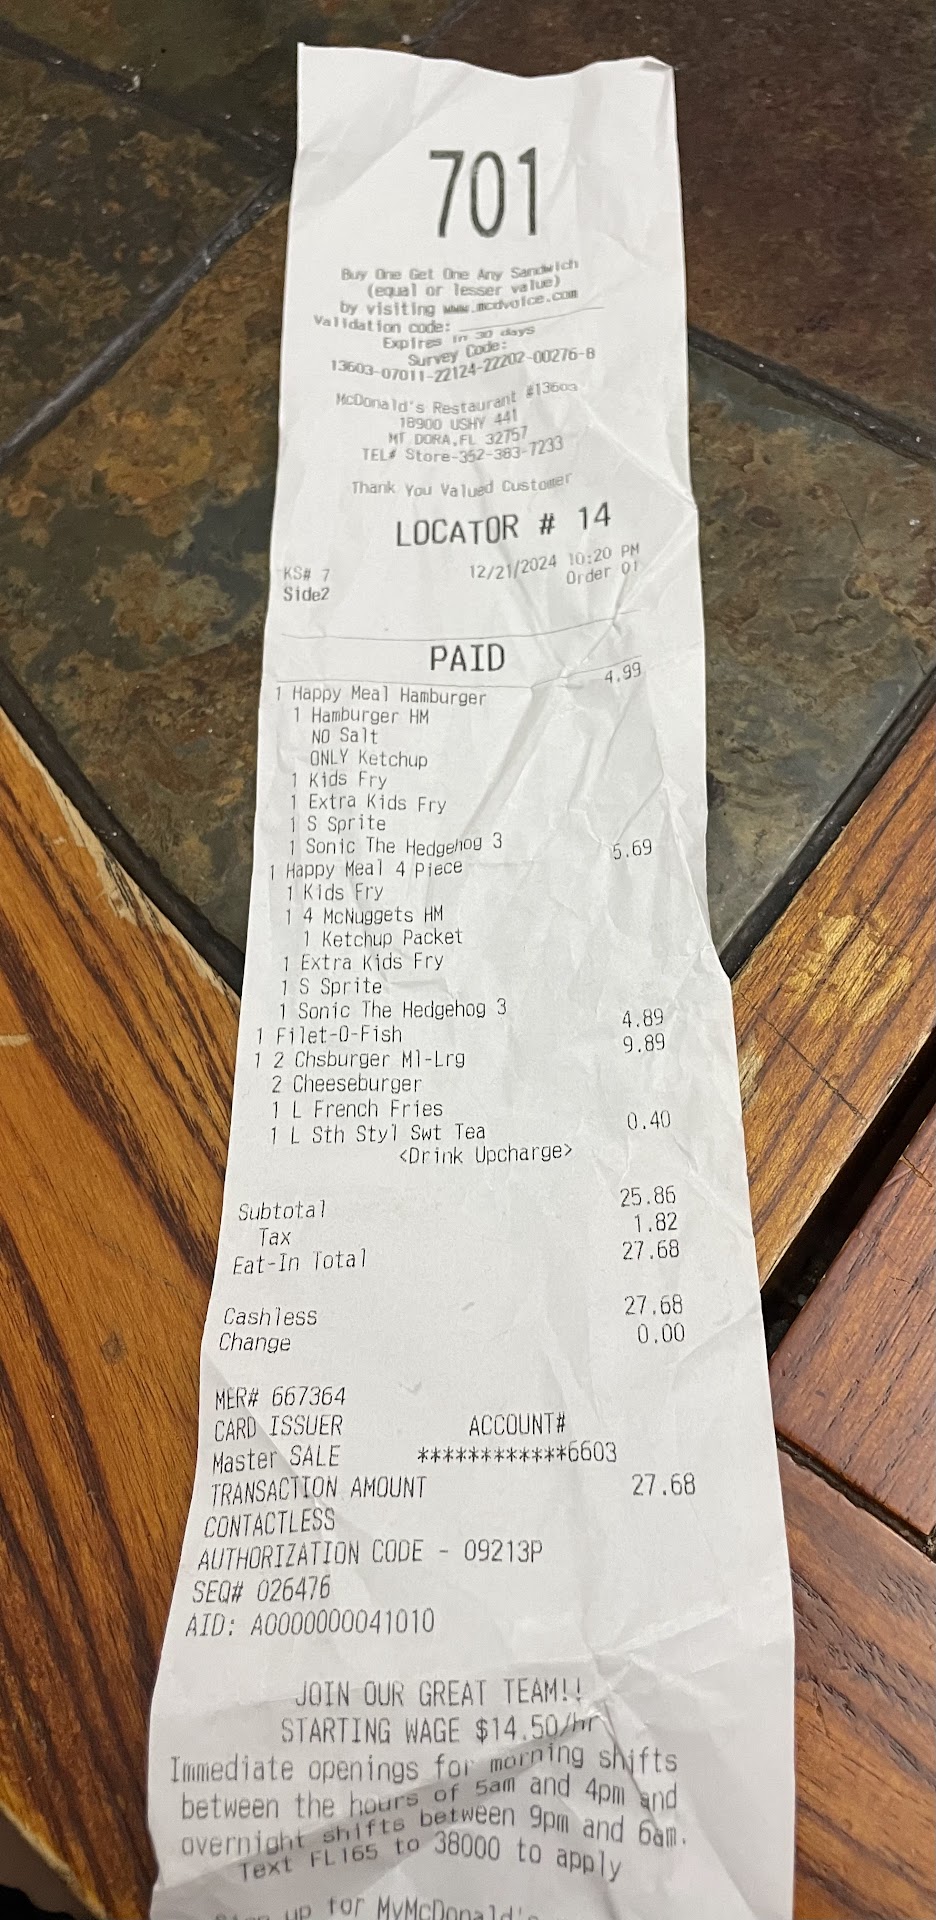 701
Buy One Get One Any Sandwich
(equal or lesser value)
by visiting www.mcdvoice.com
Validation code: ____________
Expires in 30 days
Survey Code:
13603-07011-22124-22202-00276-8
McDonald's Restaurant #13603
18900 USHY 441
MT DORA,FL 32757
TEL# Store-352-383-7233
Thank You Valued Customer
LOCATOR # 14
KS# 7 12/21/2024 10:20 PM
Side2 Order 01
PAID
1 Happy Meal Hamburger 4.99
1 Hamburger HM
NO Salt
ONLY Ketchup
1 Kids Fry
1 Extra Kids Fry
1 S Sprite
1 Sonic The Hedgehog 3
1 Happy Meal 4 Piece 5.69
1 Kids Fry
1 4 McNuggets HM
1 Ketchup Packet
1 Extra Kids Fry
1 S Sprite
1 Sonic The Hedgehog 3
1 Filet-O-Fish 4.89
1 2 Chsburger Ml-Lrg 9.89
2 Cheeseburger
1 L French Fries
1 L Sth Styl Swt Tea 0.40
<Drink Upcharge>
Subtotal 25.86
Tax 1.82
Eat-In Total 27.68
Cashless 27.68
Change 0.00
MER# 667364
CARD ISSUER ACCOUNT#
Master SALE ************6603
TRANSACTION AMOUNT 27.68
CONTACTLESS
AUTHORIZATION CODE - 09213P
SEQ# 026476
AID: A0000000041010
JOIN OUR GREAT TEAM!!
STARTING WAGE $14.50/hr
Immediate openings for morning shifts
between the hours of 5am and 4pm and
overnight shifts between 9pm and 6am.
Text FL165 to 38000 to apply
up for MyMcDonald's